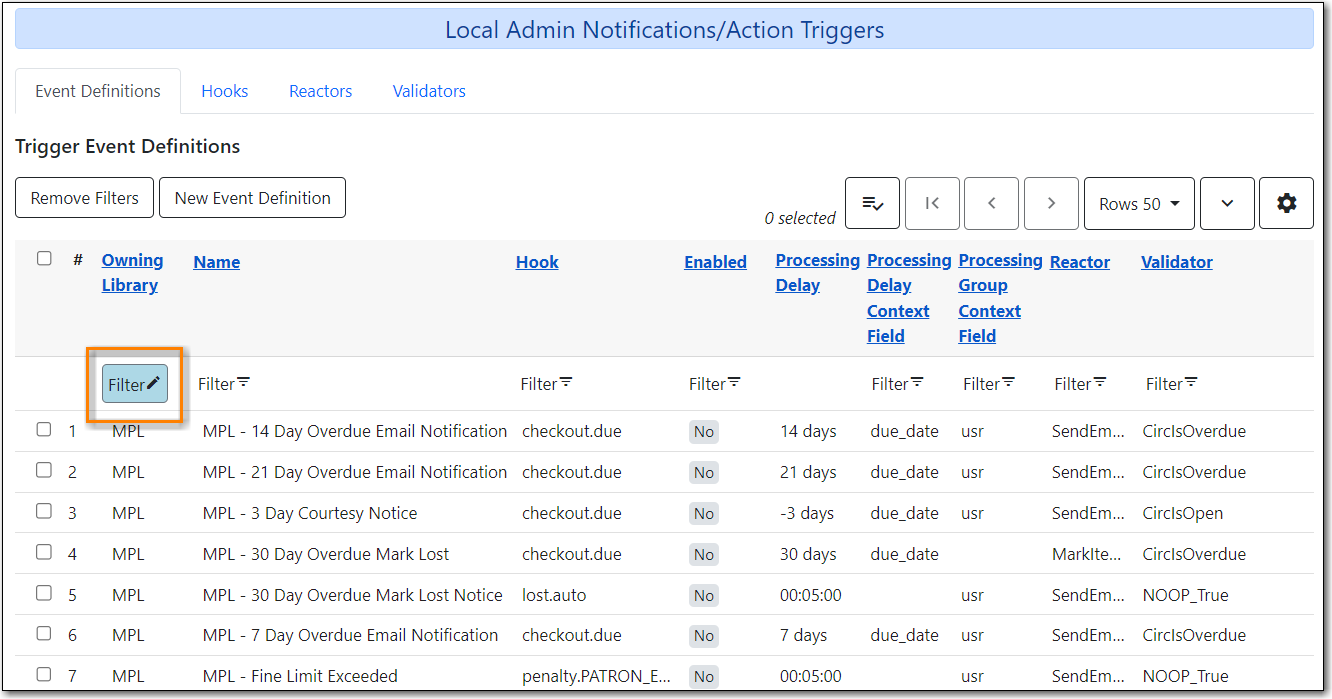 Local Admin Notifications/Action Triggers
Event Definitions Hooks Reactors Validators
Trigger Event Definitions
Remove Filters New Event Definition 0 selected Rows 50
# Owning Library Name Hook Enabled Processing Delay Processing Delay Context Field Processing Group Context Field Reactor Validator
Filter Filter Filter Filter Filter Filter Filter Filter
1 MPL MPL - 14 Day Overdue Email Notification checkout.due No 14 days due_date usr SendEm... CircIsOverdue
2 MPL MPL - 21 Day Overdue Email Notification checkout.due No 21 days due_date usr SendEm... CircIsOverdue
3 MPL MPL - 3 Day Courtesy Notice checkout.due No -3 days due_date usr SendEm... CircIsOpen
4 MPL MPL - 30 Day Overdue Mark Lost checkout.due No 30 days due_date MarkIte... CircIsOverdue
5 MPL MPL - 30 Day Overdue Mark Lost Notice lost.auto No 00:05:00 usr SendEm... NOOP_True
6 MPL MPL - 7 Day Overdue Email Notification checkout.due No 7 days due_date usr SendEm... CircIsOverdue
7 MPL MPL - Fine Limit Exceeded penalty.PATRON_E... No 00:05:00 usr SendEm... NOOP_True